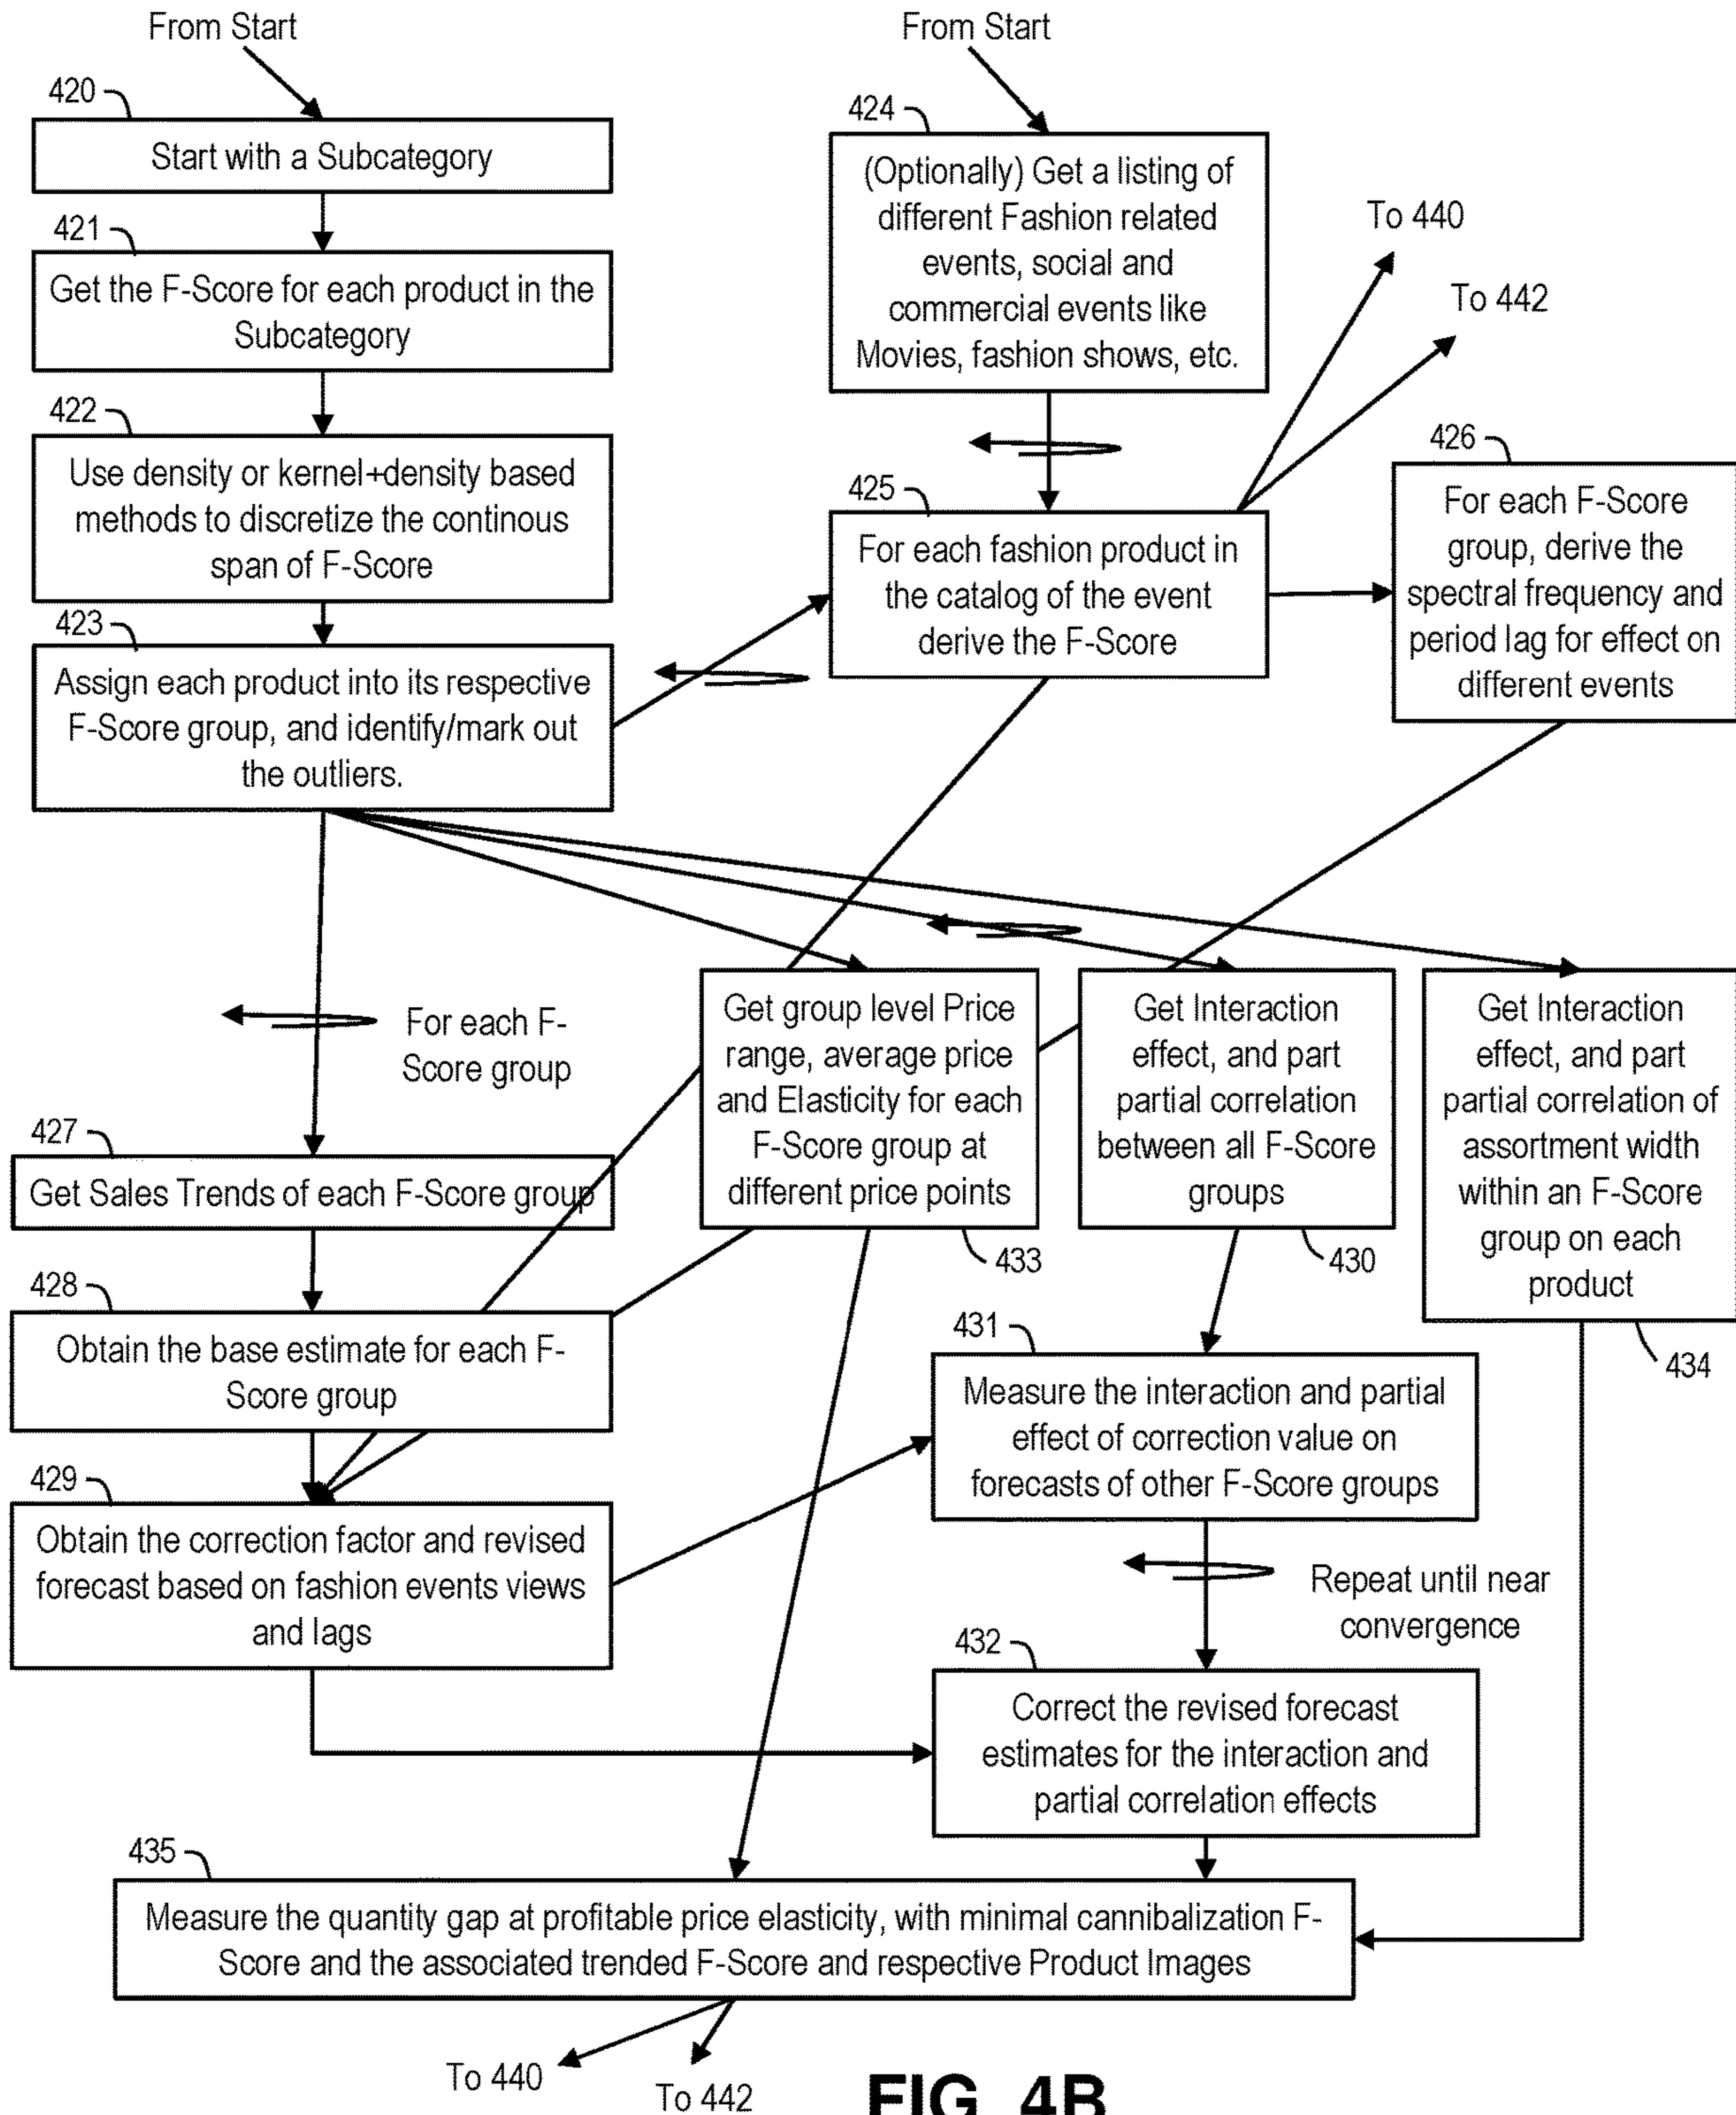 From Start
420
Start with a Subcategory
421
Get the F-Score for each product in the
Subcategory
422
Use density or kernel+density based
methods to discretize the continous
span of F-Score
423
Assign each product into its respective
F-Score group, and identify/mark out
the outliers.
From Start
424
(Optionally) Get a listing of
different Fashion related
events, social and
commercial events like
Movies, fashion shows, etc.
To 440
To 442
425
For each fashion product in
the catalog of the event
derive the F-Score
426
For each F-Score
group, derive the
spectral frequency and
period lag for effect on
different events
For each F-
Score group
427
Get Sales Trends of each F-Score group
428
Obtain the base estimate for each F-
Score group
429
Obtain the correction factor and revised
forecast based on fashion events views
and lags
Get group level Price
range, average price
and Elasticity for each
F-Score group at
different price points
433
Get Interaction
effect, and part
partial correlation
between all F-Score
groups
430
Get Interaction
effect, and part
partial correlation of
assortment width
within an F-Score
group on each
product
434
431
Measure the interaction and partial
effect of correction value on
forecasts of other F-Score groups
Repeat until near
convergence
432
Correct the revised forecast
estimates for the interaction and
partial correlation effects
435
Measure the quantity gap at profitable price elasticity, with minimal cannibalization F-
Score and the associated trended F-Score and respective Product Images
To 440
To 442
FIG. 4B